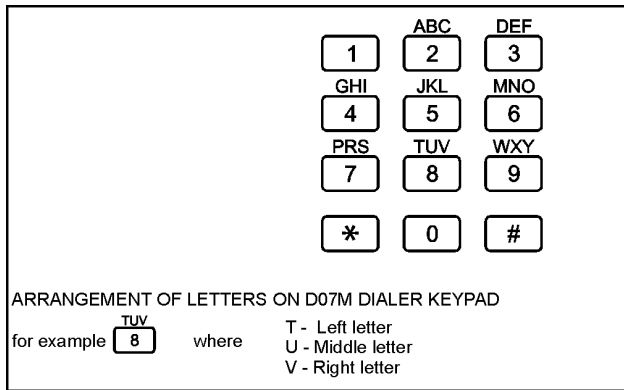 ABC DEF
1 2 3
GHI JKL MNO
4 5 6
PRS TUV WXY
7 8 9
* 0 #
ARRANGEMENT OF LETTERS ON D07M DIALER KEYPAD
TUV
for example 8 where T - Left letter
U - Middle letter
V - Right letter